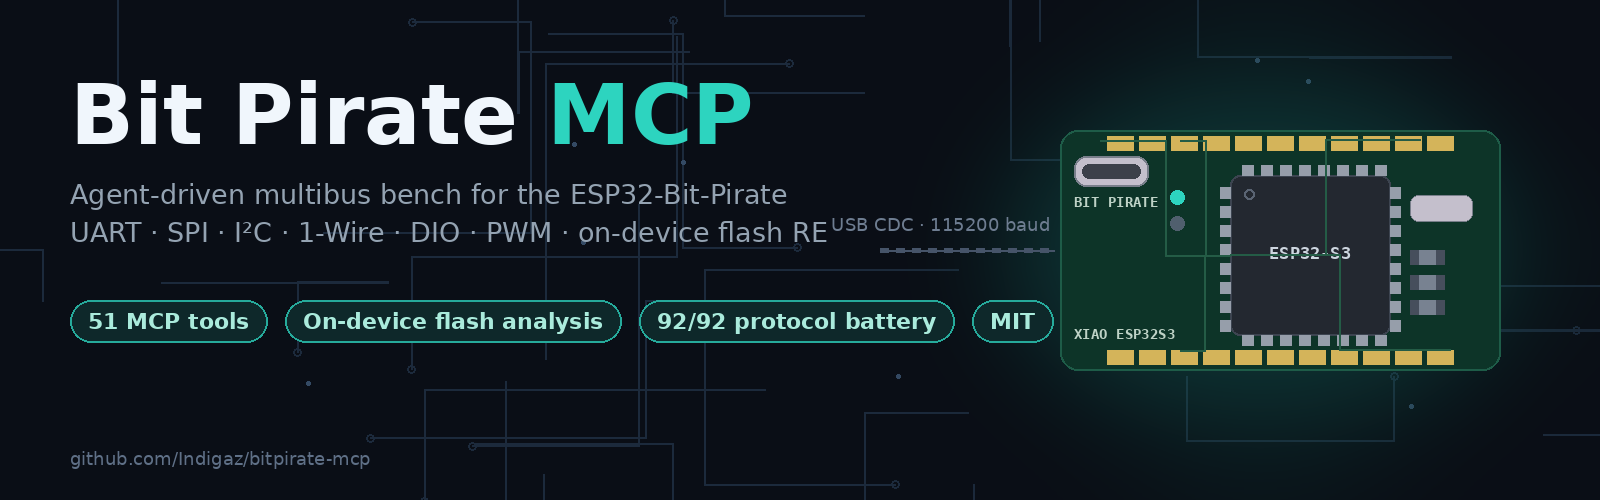 Bit Pirate MCP
Agent-driven multibus bench for the ESP32-Bit-Pirate
UART · SPI · I²C · 1-Wire · DIO · PWM · on-device flash RE
USB CDC · 115200 baud
51 MCP tools
On-device flash analysis
92/92 protocol battery
MIT
github.com/Indigaz/bitpirate-mcp
BIT PIRATE
ESP32-S3
XIAO ESP32S3